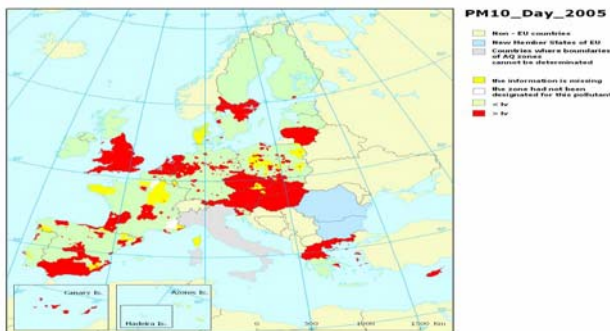 PM10_Day_2005
Non - EU countries
New Member States of EU
Countries where boundaries
of AQ zones
cannot be determinated
the information is missing
the zone had not been
designated for this pollutant
< lv
> lv
Canary Is.
Azores Is.
Madeira Is.
0 500 1000 1500 Km